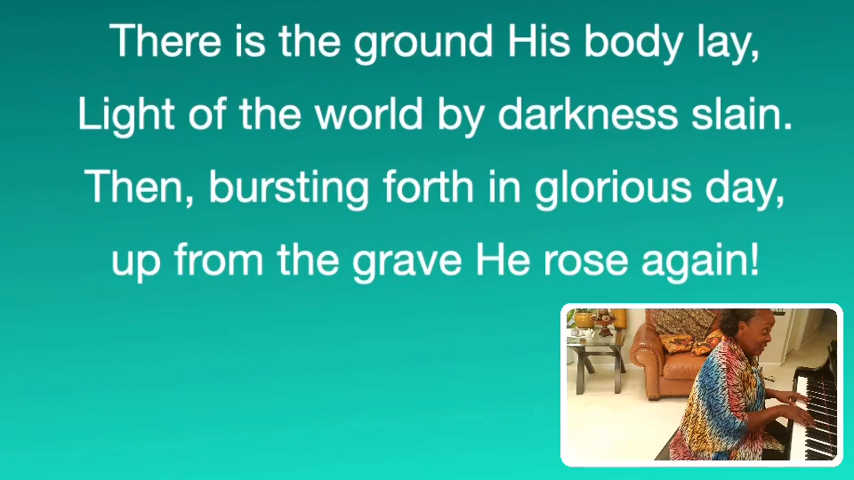 There is the ground His body lay,
Light of the world by darkness slain.
Then, bursting forth in glorious day,
up from the grave He rose again!